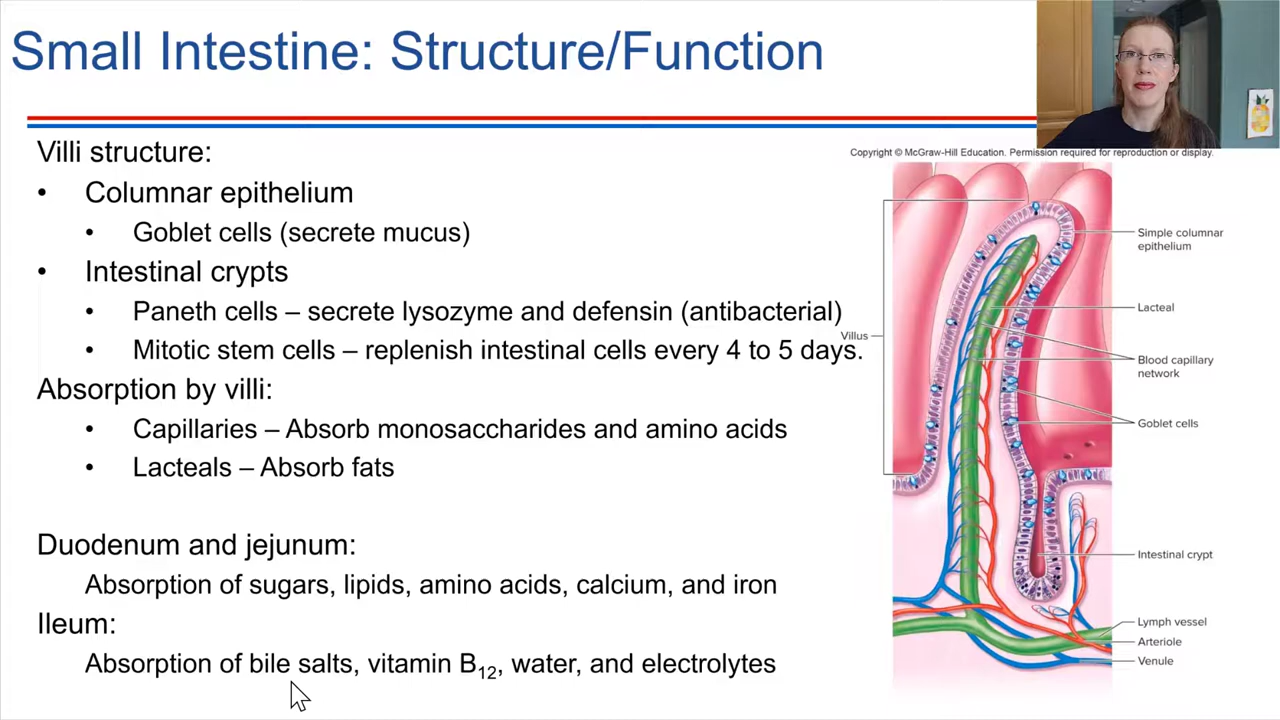 Small Intestine: Structure/Function
Villi structure:
• Columnar epithelium
• Goblet cells (secrete mucus)
• Intestinal crypts
• Paneth cells – secrete lysozyme and defensin (antibacterial)
• Mitotic stem cells – replenish intestinal cells every 4 to 5 days.
Absorption by villi:
• Capillaries – Absorb monosaccharides and amino acids
• Lacteals – Absorb fats
Duodenum and jejunum:
Absorption of sugars, lipids, amino acids, calcium, and iron
Ileum:
Absorption of bile salts, vitamin B₁₂, water, and electrolytes
Copyright © McGraw-Hill Education. Permission required for reproduction or display.
Villus
Simple columnar
epithelium
Lacteal
Blood capillary
network
Goblet cells
Intestinal crypt
Lymph vessel
Arteriole
Venule